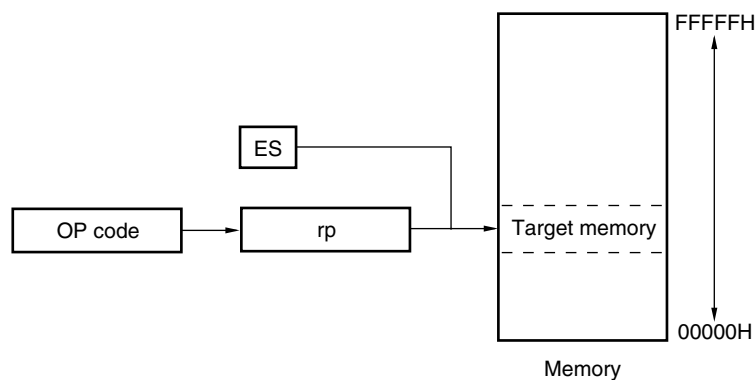 FFFFFH
ES
OP code
rp
Target memory
00000H
Memory